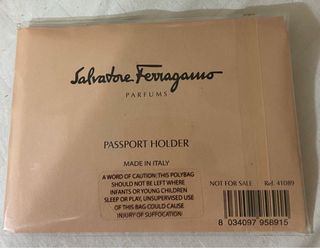 Salvatore Ferragamo
PARFUMS
PASSPORT HOLDER
MADE IN ITALY
A WORD OF CAUTION: THIS POLYBAG
SHOULD NOT BE LEFT WHERE
INFANTS OR YOUNG CHILDREN
SLEEP OR PLAY, UNSUPERVISED USE
OF THIS BAG COULD CAUSE
INJURY OF SUFFOCATION.
NOT FOR SALE Ref. 41089
8 034097 958915